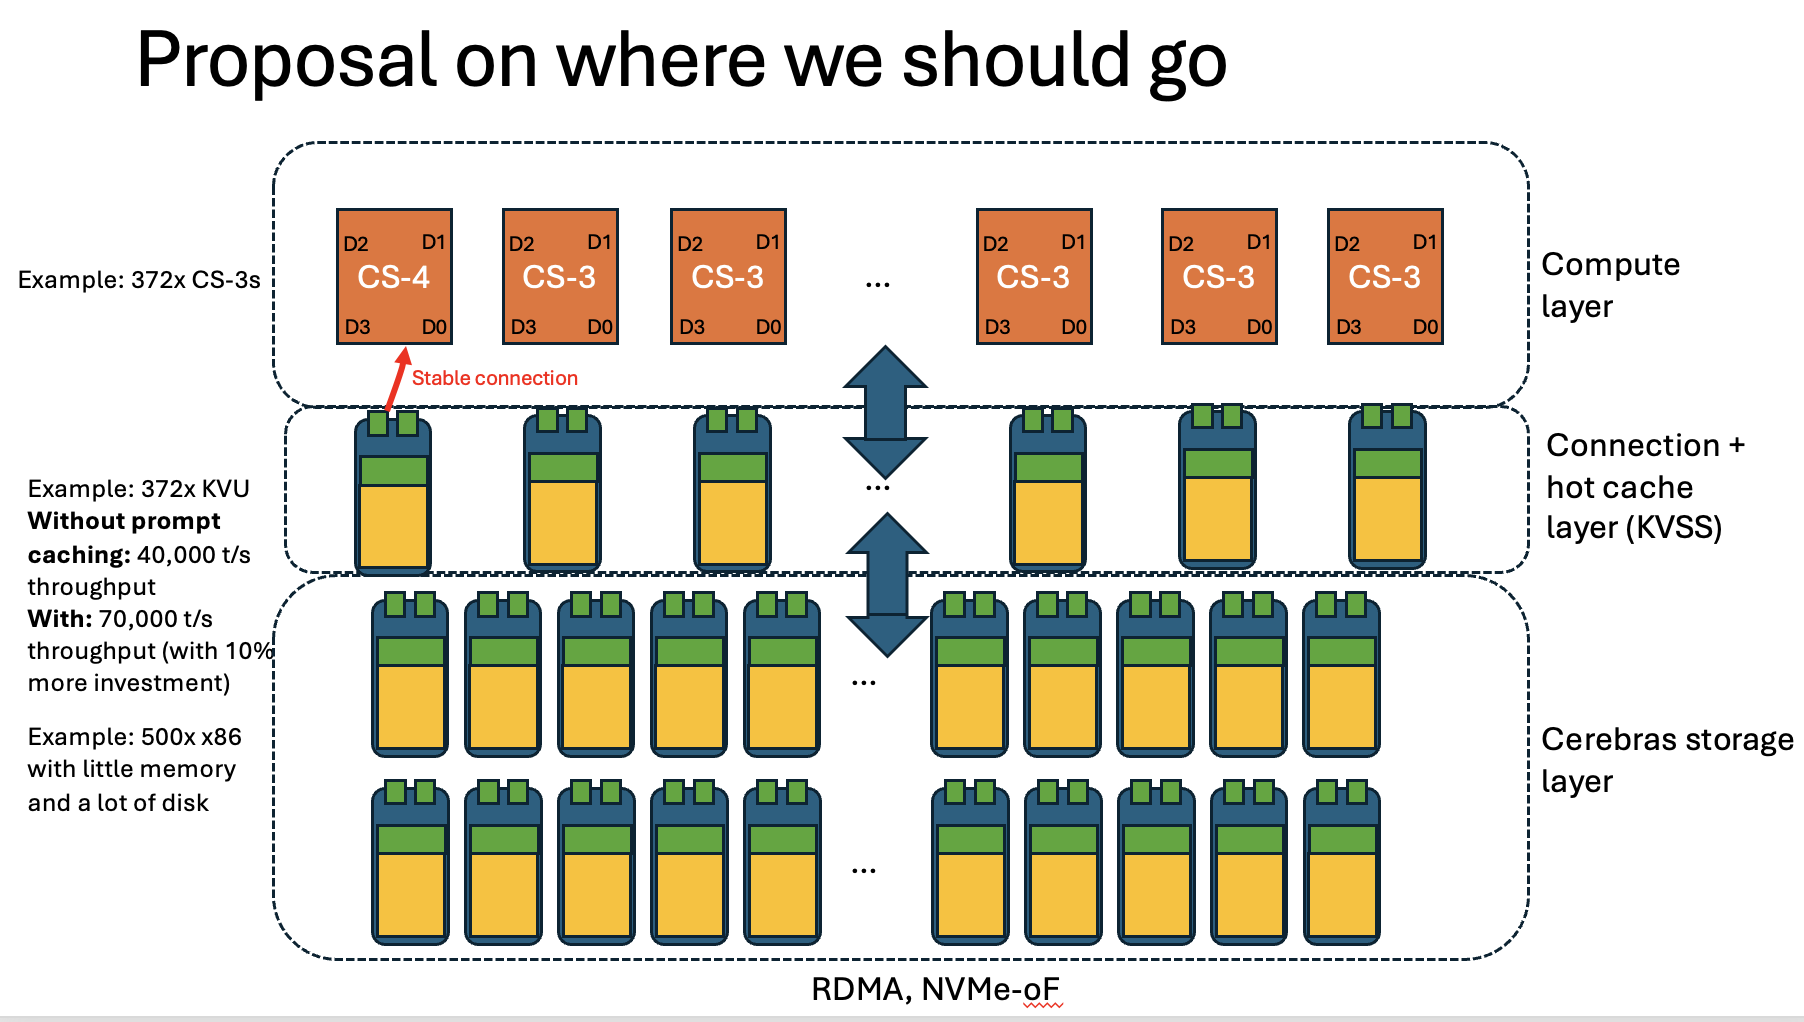 Proposal on where we should go
Example: 372x CS-3s
D2 D1
CS-4
D3 D0
D2 D1
CS-3
D3 D0
D2 D1
CS-3
D3 D0
...
D2 D1
CS-3
D3 D0
D2 D1
CS-3
D3 D0
D2 D1
CS-3
D3 D0
Compute
layer
Stable connection
Example: 372x KVU
Without prompt
caching: 40,000 t/s
throughput
With: 70,000 t/s
throughput (with 10%
more investment)
...
Connection +
hot cache
layer (KVSS)
Example: 500x x86
with little memory
and a lot of disk
...
...
Cerebras storage
layer
RDMA, NVMe-oF